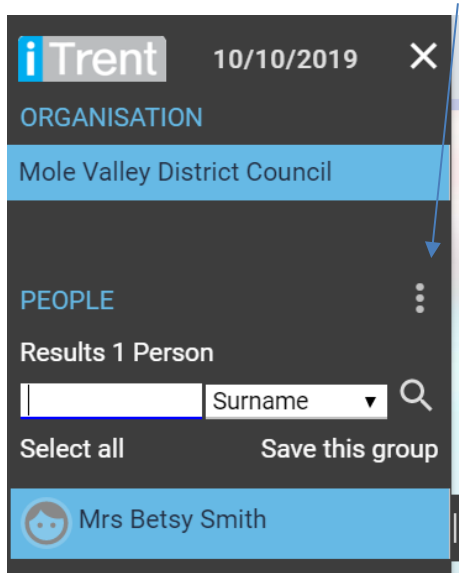 iTrent 10/10/2019
ORGANISATION
Mole Valley District Council
PEOPLE
Results 1 Person
Surname
Select all Save this group
Mrs Betsy Smith